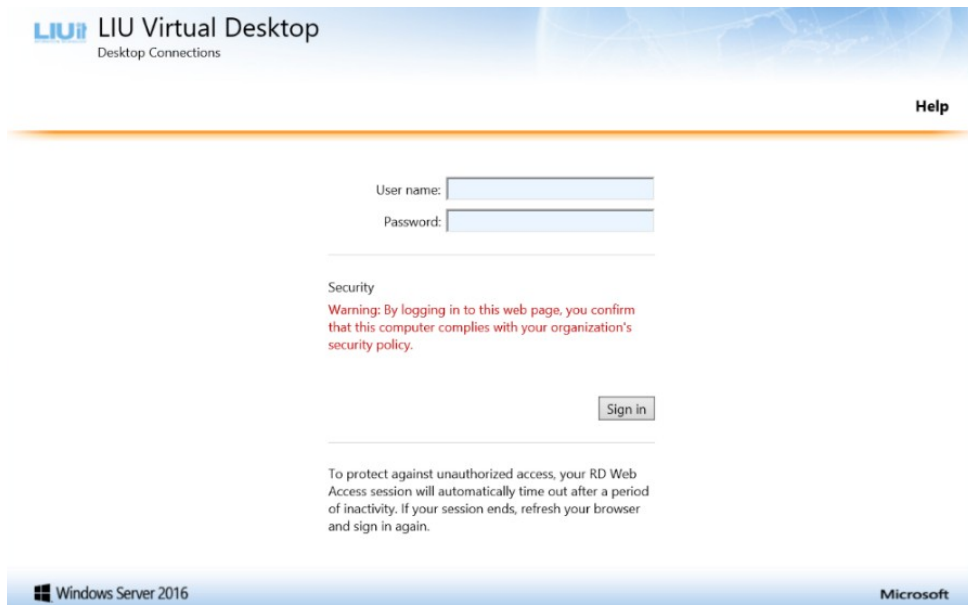 LIUit LIU Virtual Desktop
Desktop Connections
Help
User name:
Password:
Security
Warning: By logging in to this web page, you confirm
that this computer complies with your organization's
security policy.
Sign in
To protect against unauthorized access, your RD Web
Access session will automatically time out after a period
of inactivity. If your session ends, refresh your browser
and sign in again.
Windows Server 2016
Microsoft